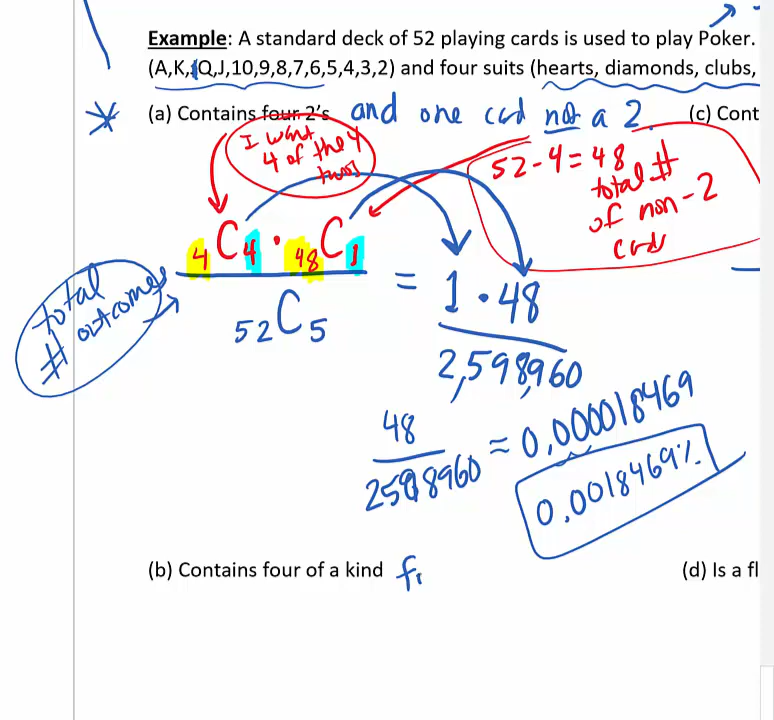 Example: A standard deck of 52 playing cards is used to play Poker.
(A,K,Q,J,10,9,8,7,6,5,4,3,2) and four suits (hearts, diamonds, clubs,
(a) Contains four 2's and one card not a 2 (c) Cont
I want
4 of the 4
twos
52-4=48
total #
of non-2
cards
4C4 · 48C1
52C5
= 1 · 48
2,598,960
total
# outcomes
48
2598960
≈ 0.000018469
0.0018469%
(b) Contains four of a kind (d) Is a fl